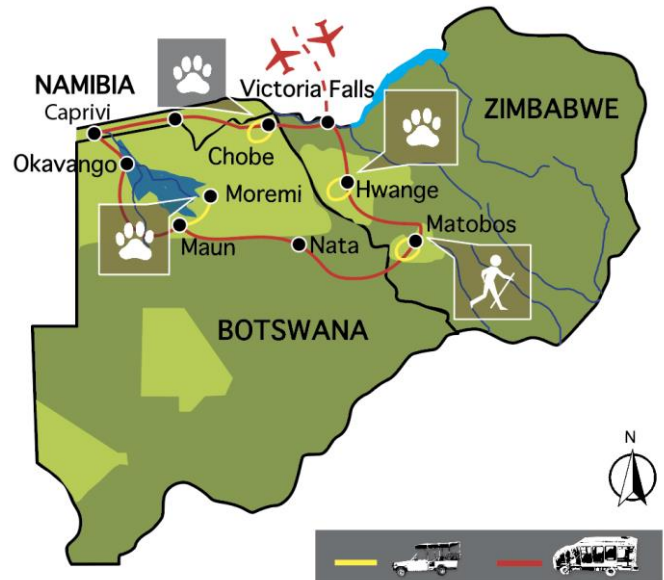 NAMIBIA
Victoria Falls
ZIMBABWE
Caprivi
Chobe
Okavango
Hwange
Moremi
Matobos
Maun
Nata
BOTSWANA
N